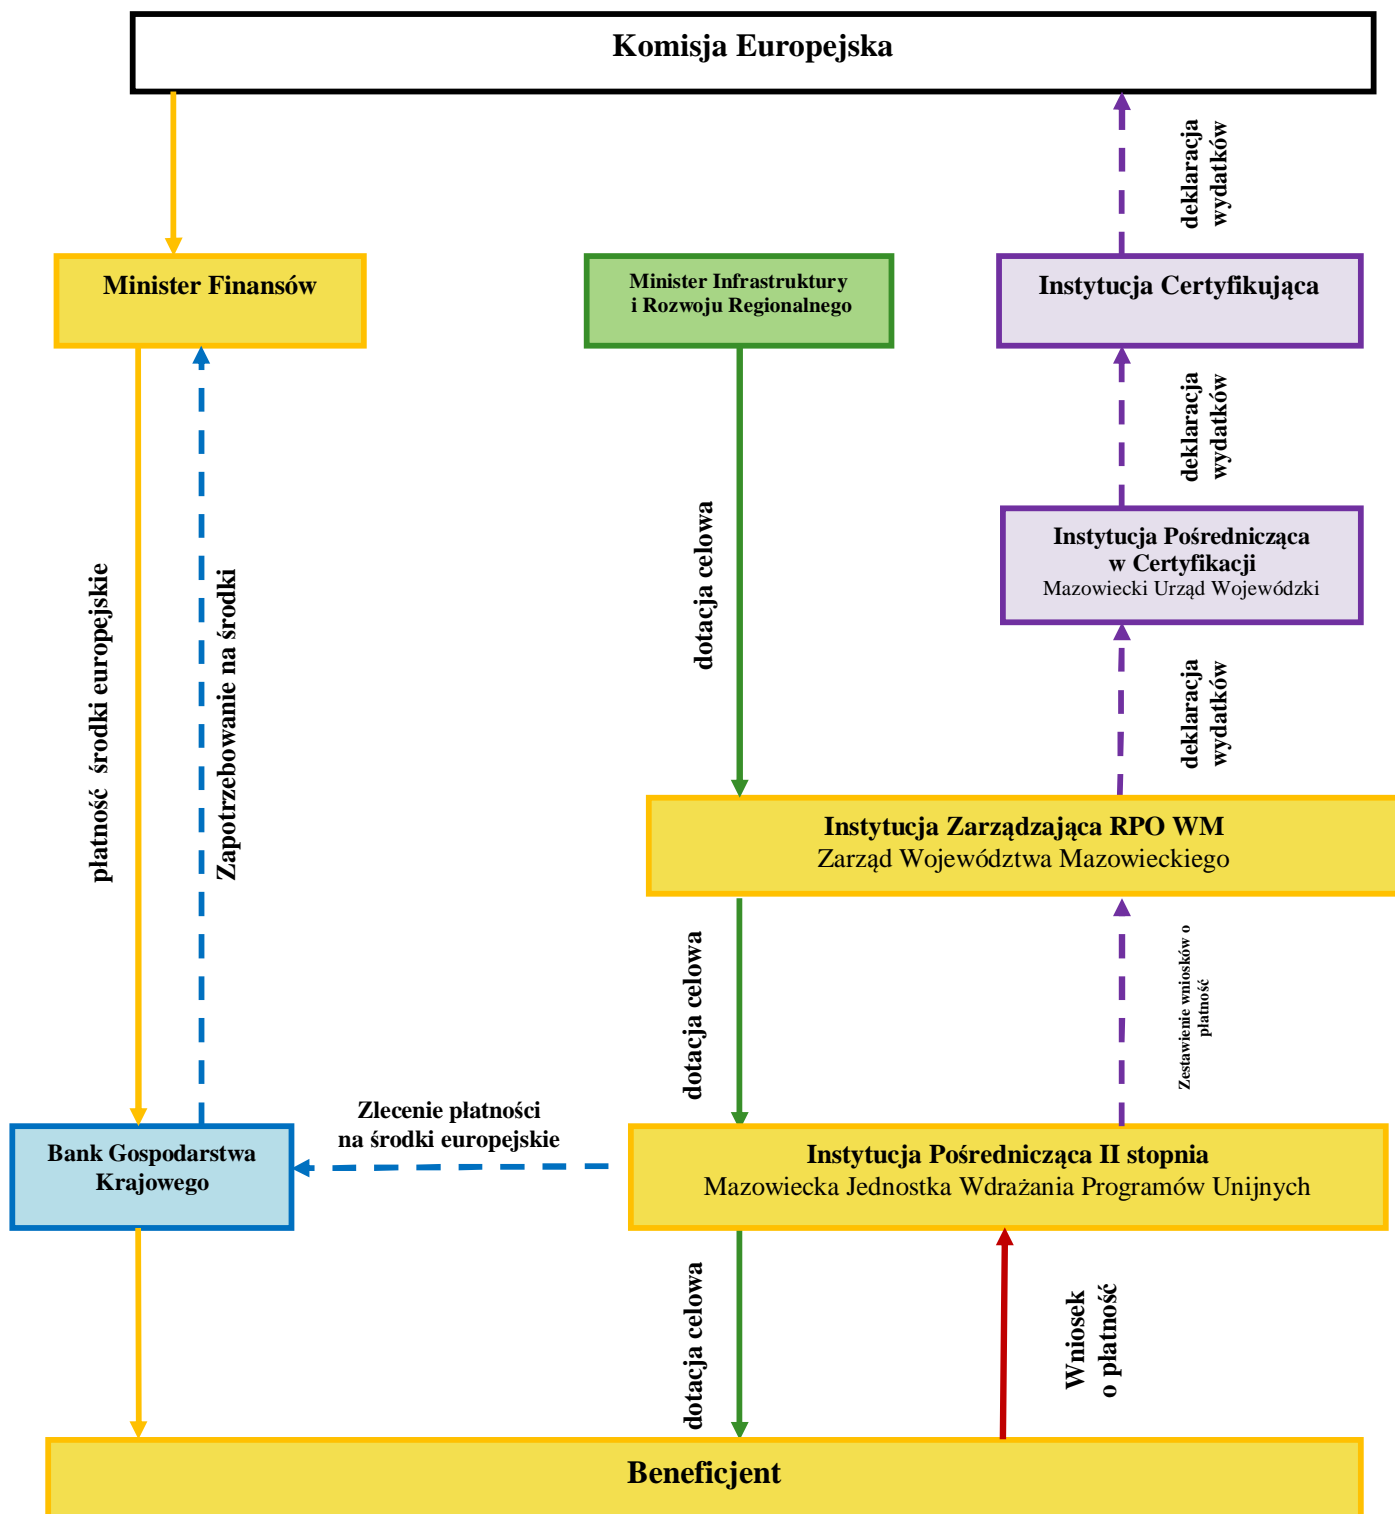 Komisja Europejska
deklaracja
wydatków
Minister Finansów
Minister Infrastruktury
i Rozwoju Regionalnego
Instytucja Certyfikująca
deklaracja
wydatków
płatność środki europejskie
Zapotrzebowanie na środki
dotacja celowa
Instytucja Pośrednicząca
w Certyfikacji
Mazowiecki Urząd Wojewódzki
deklaracja
wydatków
Instytucja Zarządzająca RPO WM
Zarząd Województwa Mazowieckiego
dotacja celowa
Zestawienie wniosków o
płatność
Zlecenie płatności
na środki europejskie
Bank Gospodarstwa
Krajowego
Instytucja Pośrednicząca II stopnia
Mazowiecka Jednostka Wdrażania Programów Unijnych
dotacja celowa
Wniosek
o płatność
Beneficjent